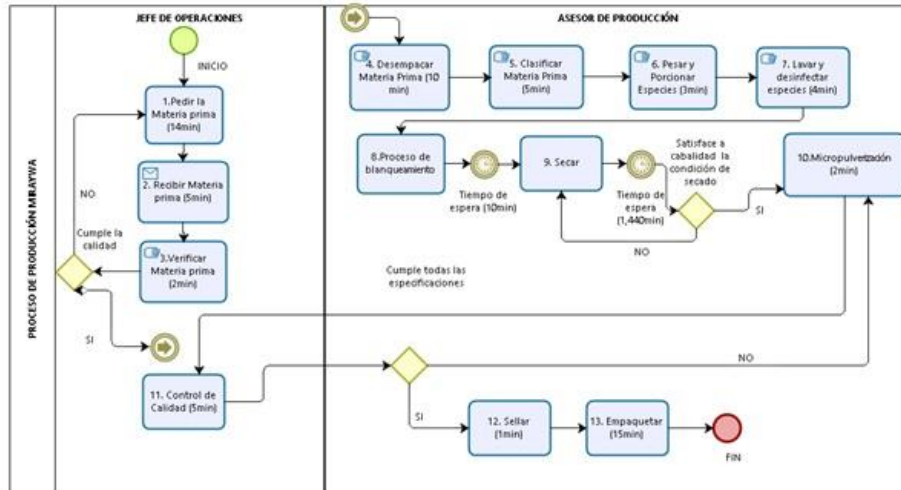 PROCESO DE PRODUCCIÓN MIRAYWA
JEFE DE OPERACIONES
INICIO
1.Pedir la
Materia prima
(14min)
2. Recibir Materia
prima (5min)
3.Verificar
Materia prima
(2min)
Cumple la
calidad
NO
SI
11. Control de
Calidad (5min)
ASESOR DE PRODUCCIÓN
4. Desempacar
Materia Prima (10
min)
5. Clasificar
Materia Prima
(5min)
6. Pesar y
Porcionar
Especies (3min)
7. Lavar y
desinfectar
especies (4min)
8.Proceso de
blanqueamiento
Tiempo de
espera (10min)
9. Secar
Tiempo de
espera
(1,440min)
Satisface a
cabalidad la
condición de
secado
SI
NO
10.Micropulverización
(2min)
Cumple todas las
especificaciones
NO
SI
12. Sellar
(1min)
13. Empaquetar
(15min)
FIN